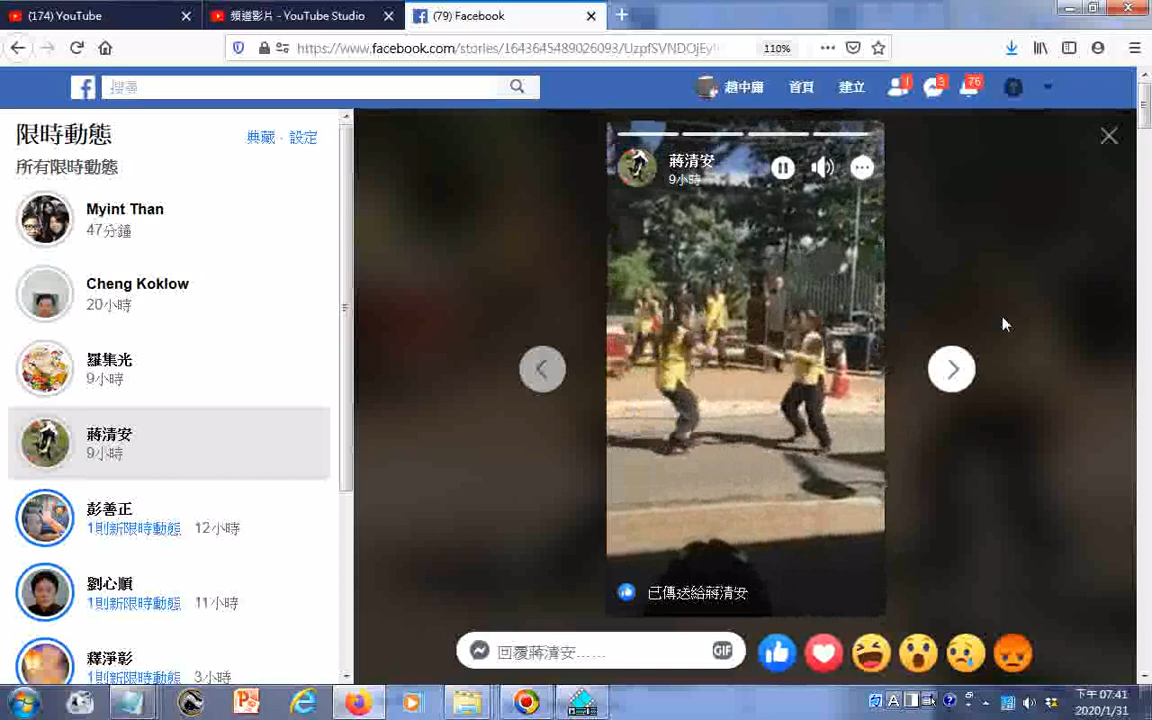 (174) YouTube
頻道影片 - YouTube Studio
(79) Facebook
https://www.facebook.com/stories/1643645489026093/UzpfSVNDOjEy
110%
搜尋
趙中庸
首頁
建立
1
3
76
限時動態
典藏 · 設定
所有限時動態
Myint Than
47分鐘
Cheng Koklow
20小時
羅集光
9小時
蔣清安
9小時
彭善正
1則新限時動態 12小時
劉心順
1則新限時動態 11小時
釋淨彰
1則新限時動態 3小時
蔣清安
9小時
已傳送給蔣清安
回覆蔣清安......
GIF
下午 07:41
2020/1/31